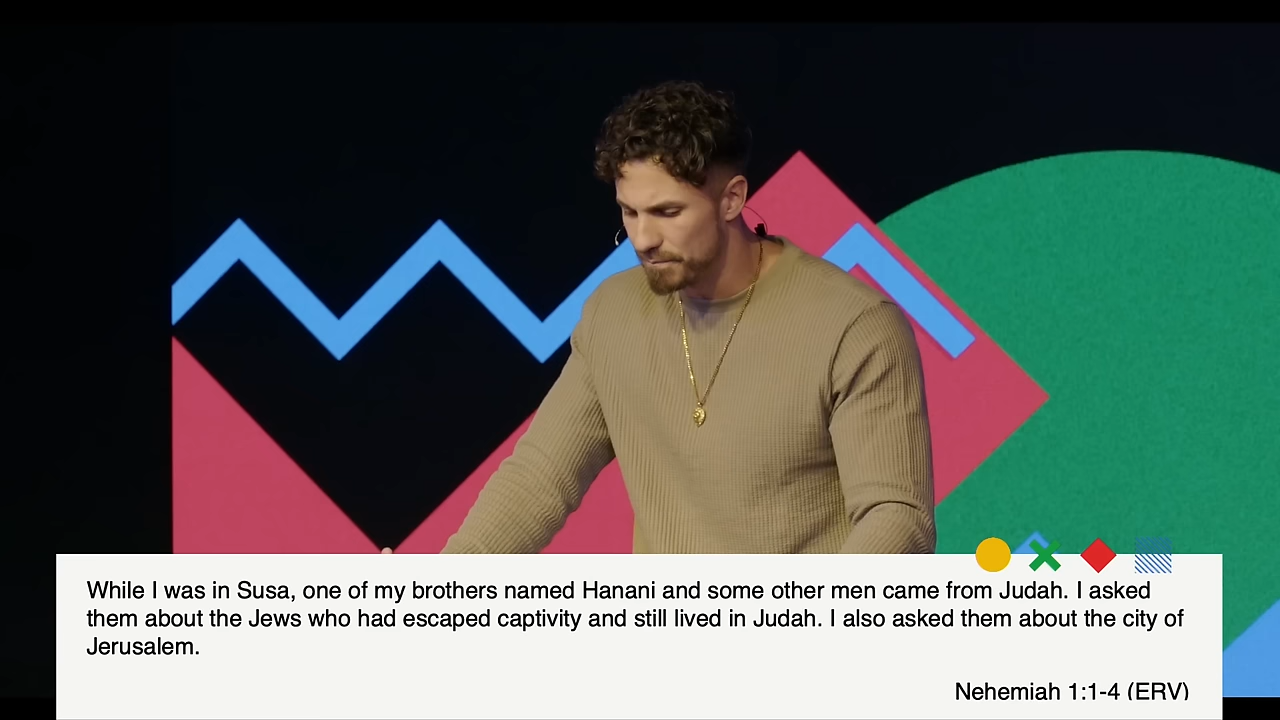 While I was in Susa, one of my brothers named Hanani and some other men came from Judah. I asked
them about the Jews who had escaped captivity and still lived in Judah. I also asked them about the city of
Jerusalem.
Nehemiah 1:1-4 (ERV)